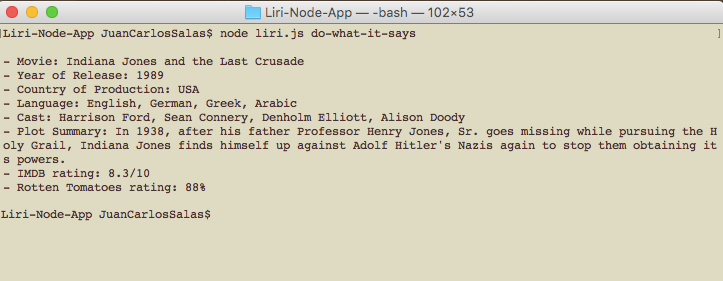 Liri-Node-App — -bash — 102×53
[Liri-Node-App JuanCarlosSalas$ node liri.js do-what-it-says ]
- Movie: Indiana Jones and the Last Crusade
- Year of Release: 1989
- Country of Production: USA
- Language: English, German, Greek, Arabic
- Cast: Harrison Ford, Sean Connery, Denholm Elliott, Alison Doody
- Plot Summary: In 1938, after his father Professor Henry Jones, Sr. goes missing while pursuing the H
oly Grail, Indiana Jones finds himself up against Adolf Hitler's Nazis again to stop them obtaining it
s powers.
- IMDB rating: 8.3/10
- Rotten Tomatoes rating: 88%
Liri-Node-App JuanCarlosSalas$